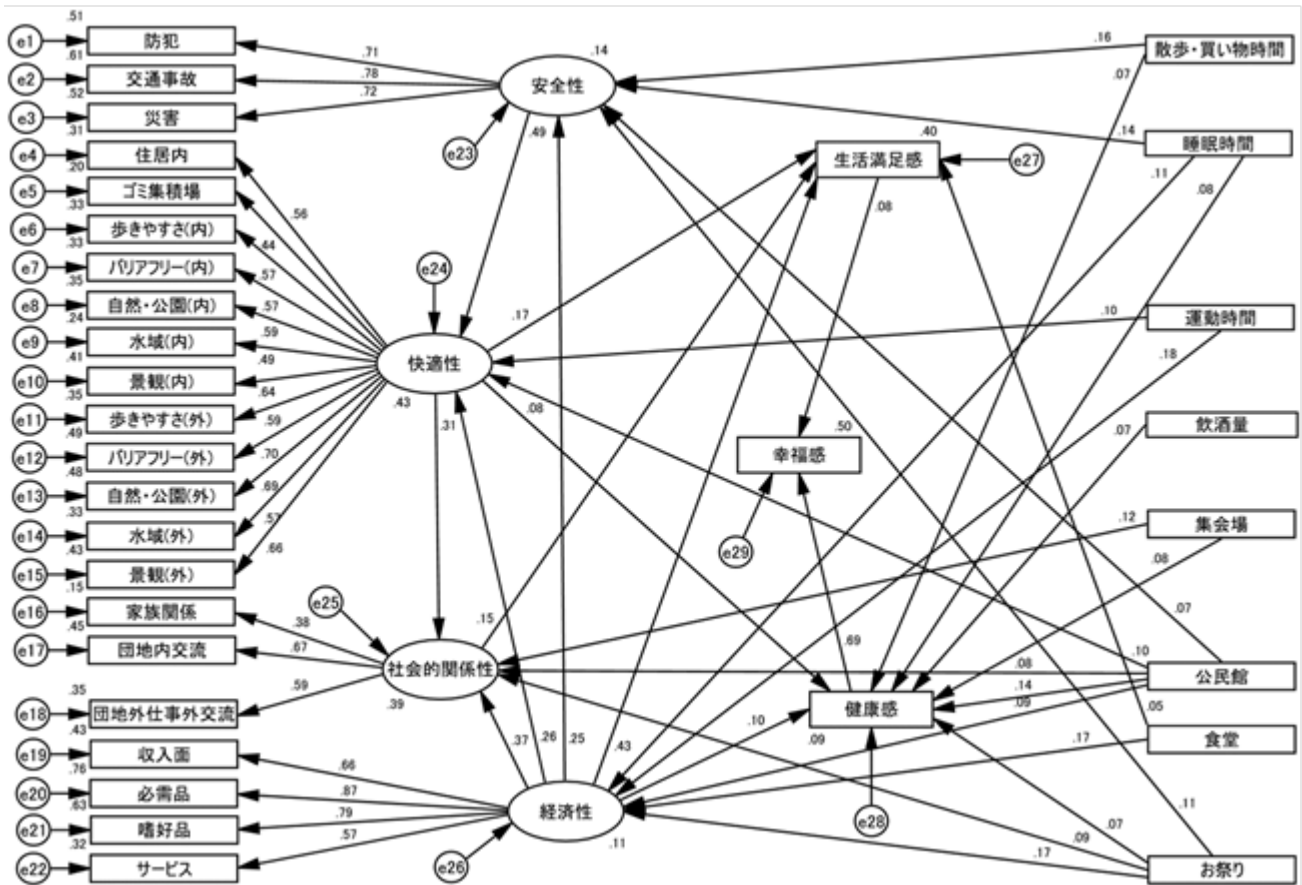 .51
e1 防犯
.61
e2 交通事故
.52
e3 災害
.31
e4 住居内
.20
e5 ゴミ集積場
.33
e6 歩きやすさ(内)
.33
e7 バリアフリー(内)
.35
e8 自然・公園(内)
.24
e9 水域(内)
.41
e10 景観(内)
.35
e11 歩きやすさ(外)
.49
e12 バリアフリー(外)
.48
e13 自然・公園(外)
.33
e14 水域(外)
.43
e15 景観(外)
.15
e16 家族関係
.45
e17 団地内交流
.35
e18 団地外仕事外交流
.43
e19 収入面
.76
e20 必需品
.63
e21 嗜好品
.32
e22 サービス
.71
.78
.72
.56
.44
.57
.57
.59
.49
.64
.59
.70
.69
.57
.66
.38
.67
.59
.66
.87
.79
.57
.14
安全性
e23
.49
e24
快適性
.43
.31
.17
.08
e25
社会的関係性
.39
.15
.37
.26
.25
.43
経済性
e26
.11
.40
生活満足感
e27
.08
.50
幸福感
e29
.69
健康感
e28
.10
.09
.16
散歩・買い物時間
.07
.14
睡眠時間
.11
.08
.10
運動時間
.18
飲酒量
.07
.12
集会場
.08
.07
.10
公民館
.08
.14
.09
.05
食堂
.17
.11
.07
.09
.17
お祭り